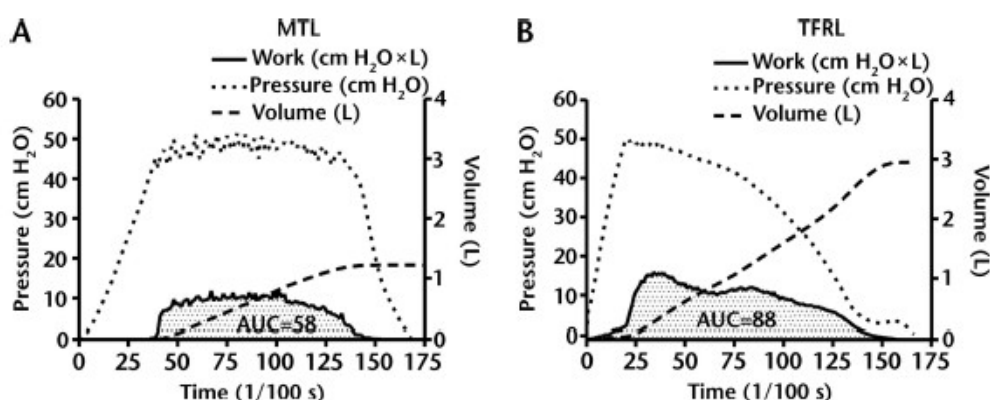 A
MTL
Work (cm H₂O×L)
Pressure (cm H₂O)
Volume (L)
60
50
40
30
20
10
0
Pressure (cm H₂O)
4
3
2
1
0
Volume (L)
AUC=58
0 25 50 75 100 125 150 175
Time (1/100 s)
B
TFRL
Work (cm H₂O×L)
Pressure (cm H₂O)
Volume (L)
60
50
40
30
20
10
0
Pressure (cm H₂O)
4
3
2
1
0
Volume (L)
AUC=88
0 25 50 75 100 125 150 175
Time (1/100 s)